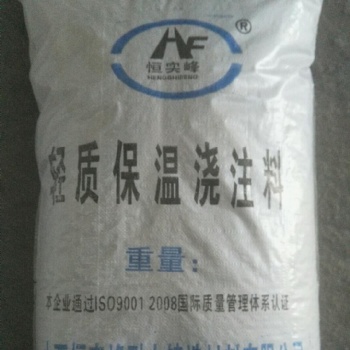 HF
恒实峰
HENGSHIFENG
轻质保温浇注料
重量：
本企业通过ISO9001 2008国际质量管理体系认证